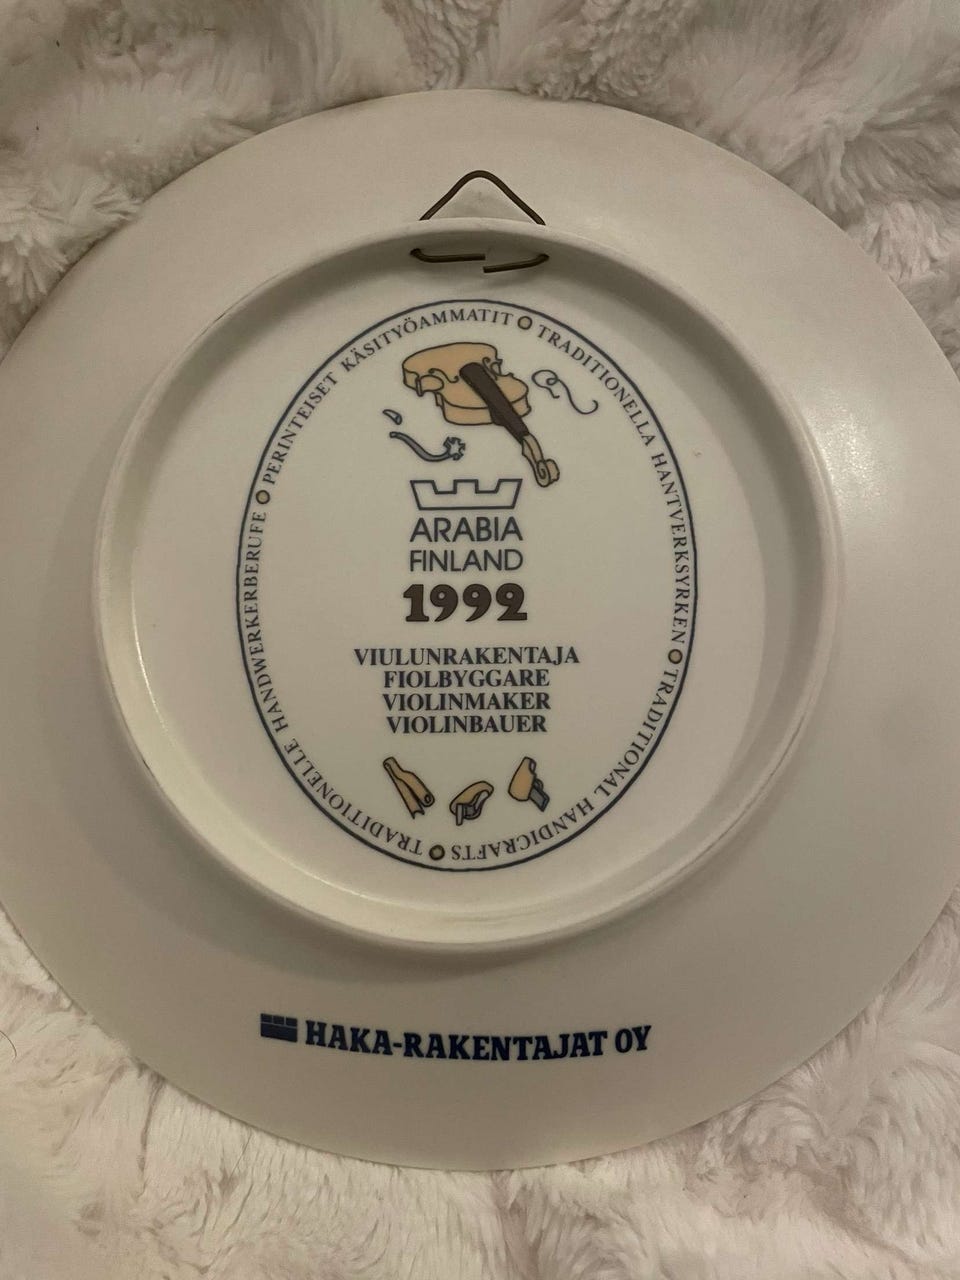 PERINTEISET KÄSITYÖAMMATIT
TRADITIONELLA HANTVERKSYRKEN
TRADITIONAL HANDICRAFTS
TRADITIONELLE HANDWERKERBERUFE
ARABIA
FINLAND
1992
VIULUNRAKENTAJA
FIOLBYGGARE
VIOLINMAKER
VIOLINBAUER
HAKA-RAKENTAJAT OY